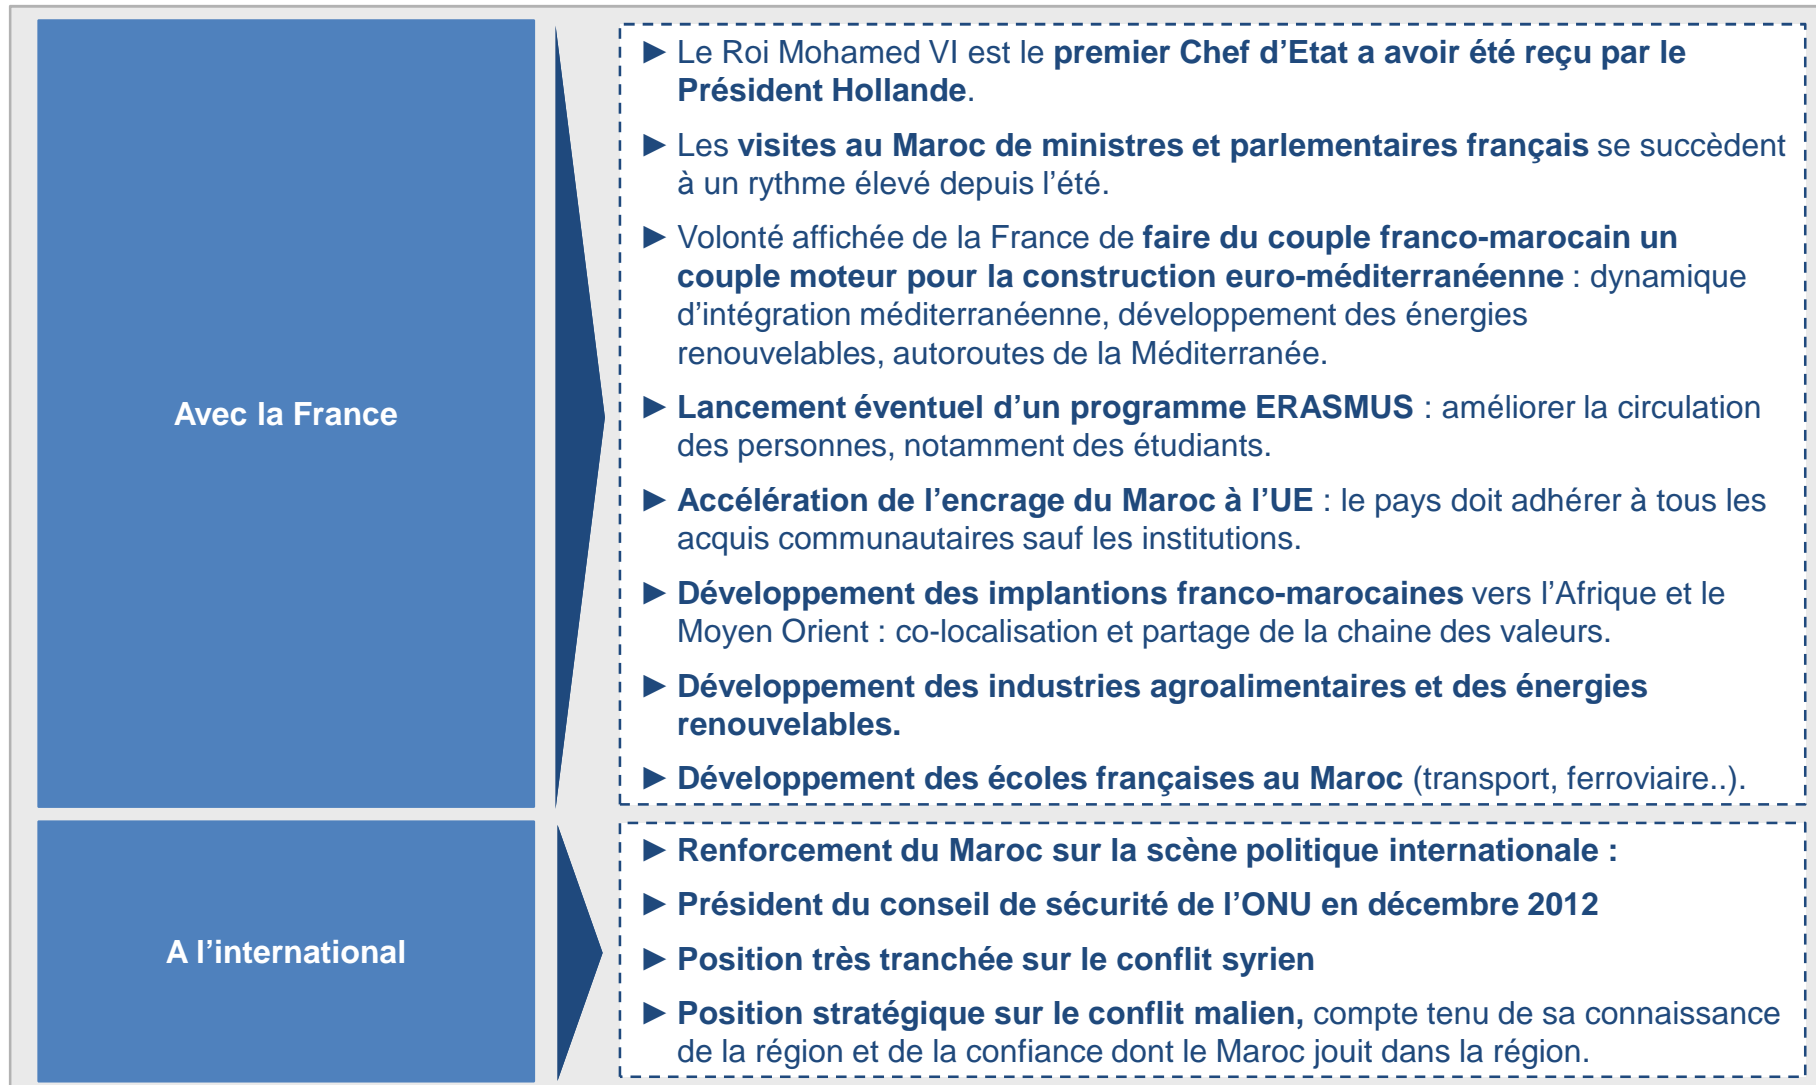 Avec la France
► Le Roi Mohamed VI est le premier Chef d’Etat a avoir été reçu par le
Président Hollande.
► Les visites au Maroc de ministres et parlementaires français se succèdent
à un rythme élevé depuis l’été.
► Volonté affichée de la France de faire du couple franco-marocain un
couple moteur pour la construction euro-méditerranéenne : dynamique
d’intégration méditerranéenne, développement des énergies
renouvelables, autoroutes de la Méditerranée.
► Lancement éventuel d’un programme ERASMUS : améliorer la circulation
des personnes, notamment des étudiants.
► Accélération de l’encrage du Maroc à l’UE : le pays doit adhérer à tous les
acquis communautaires sauf les institutions.
► Développement des implantions franco-marocaines vers l’Afrique et le
Moyen Orient : co-localisation et partage de la chaine des valeurs.
► Développement des industries agroalimentaires et des énergies
renouvelables.
► Développement des écoles françaises au Maroc (transport, ferroviaire..).
A l’international
► Renforcement du Maroc sur la scène politique internationale :
► Président du conseil de sécurité de l’ONU en décembre 2012
► Position très tranchée sur le conflit syrien
► Position stratégique sur le conflit malien, compte tenu de sa connaissance
de la région et de la confiance dont le Maroc jouit dans la région.